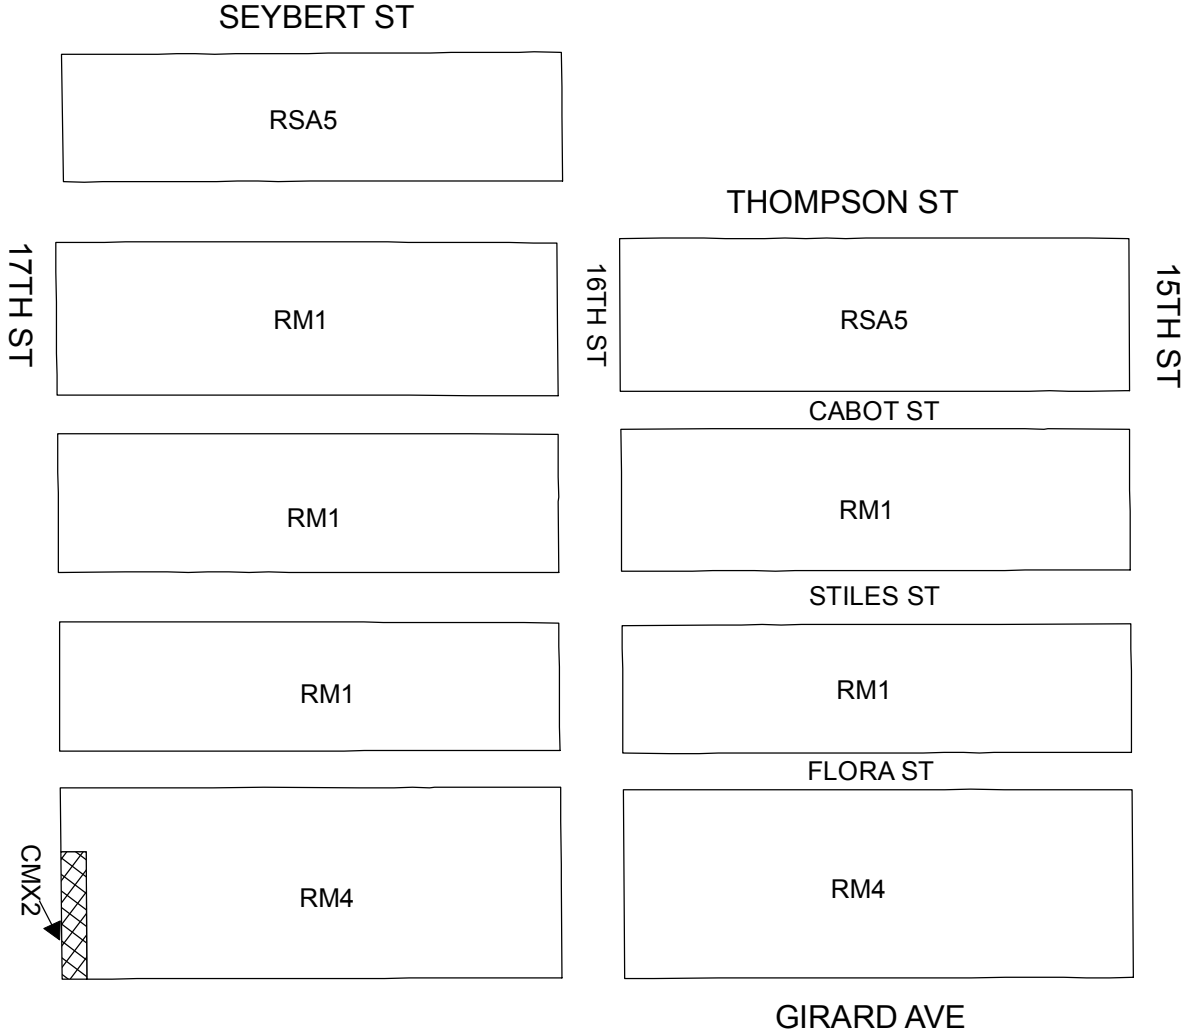 SEYBERT ST
RSA5
THOMPSON ST
17TH ST
RM1
16TH ST
RSA5
15TH ST
CABOT ST
RM1
RM1
STILES ST
RM1
RM1
FLORA ST
CMX2
RM4
RM4
GIRARD AVE